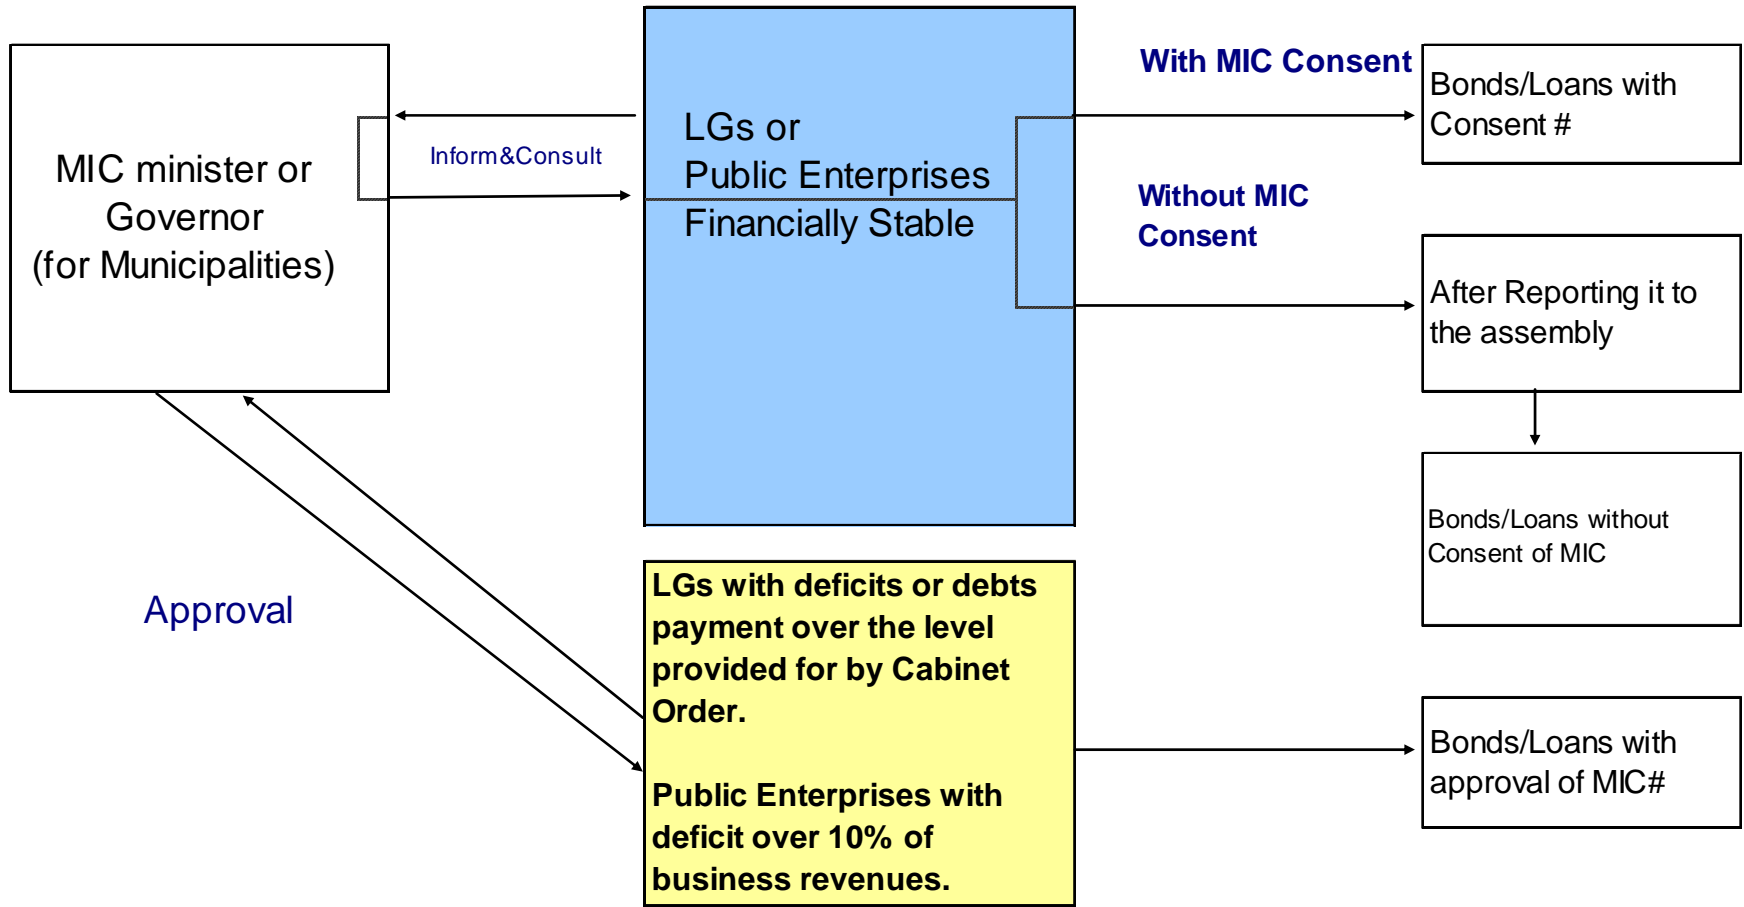 MIC minister or
Governor
(for Municipalities)
Inform&Consult
LGs or
Public Enterprises
Financially Stable
With MIC Consent
Bonds/Loans with
Consent #
Without MIC
Consent
After Reporting it to
the assembly
Bonds/Loans without
Consent of MIC
Approval
LGs with deficits or debts
payment over the level
provided for by Cabinet
Order.
Public Enterprises with
deficit over 10% of
business revenues.
Bonds/Loans with
approval of MIC#